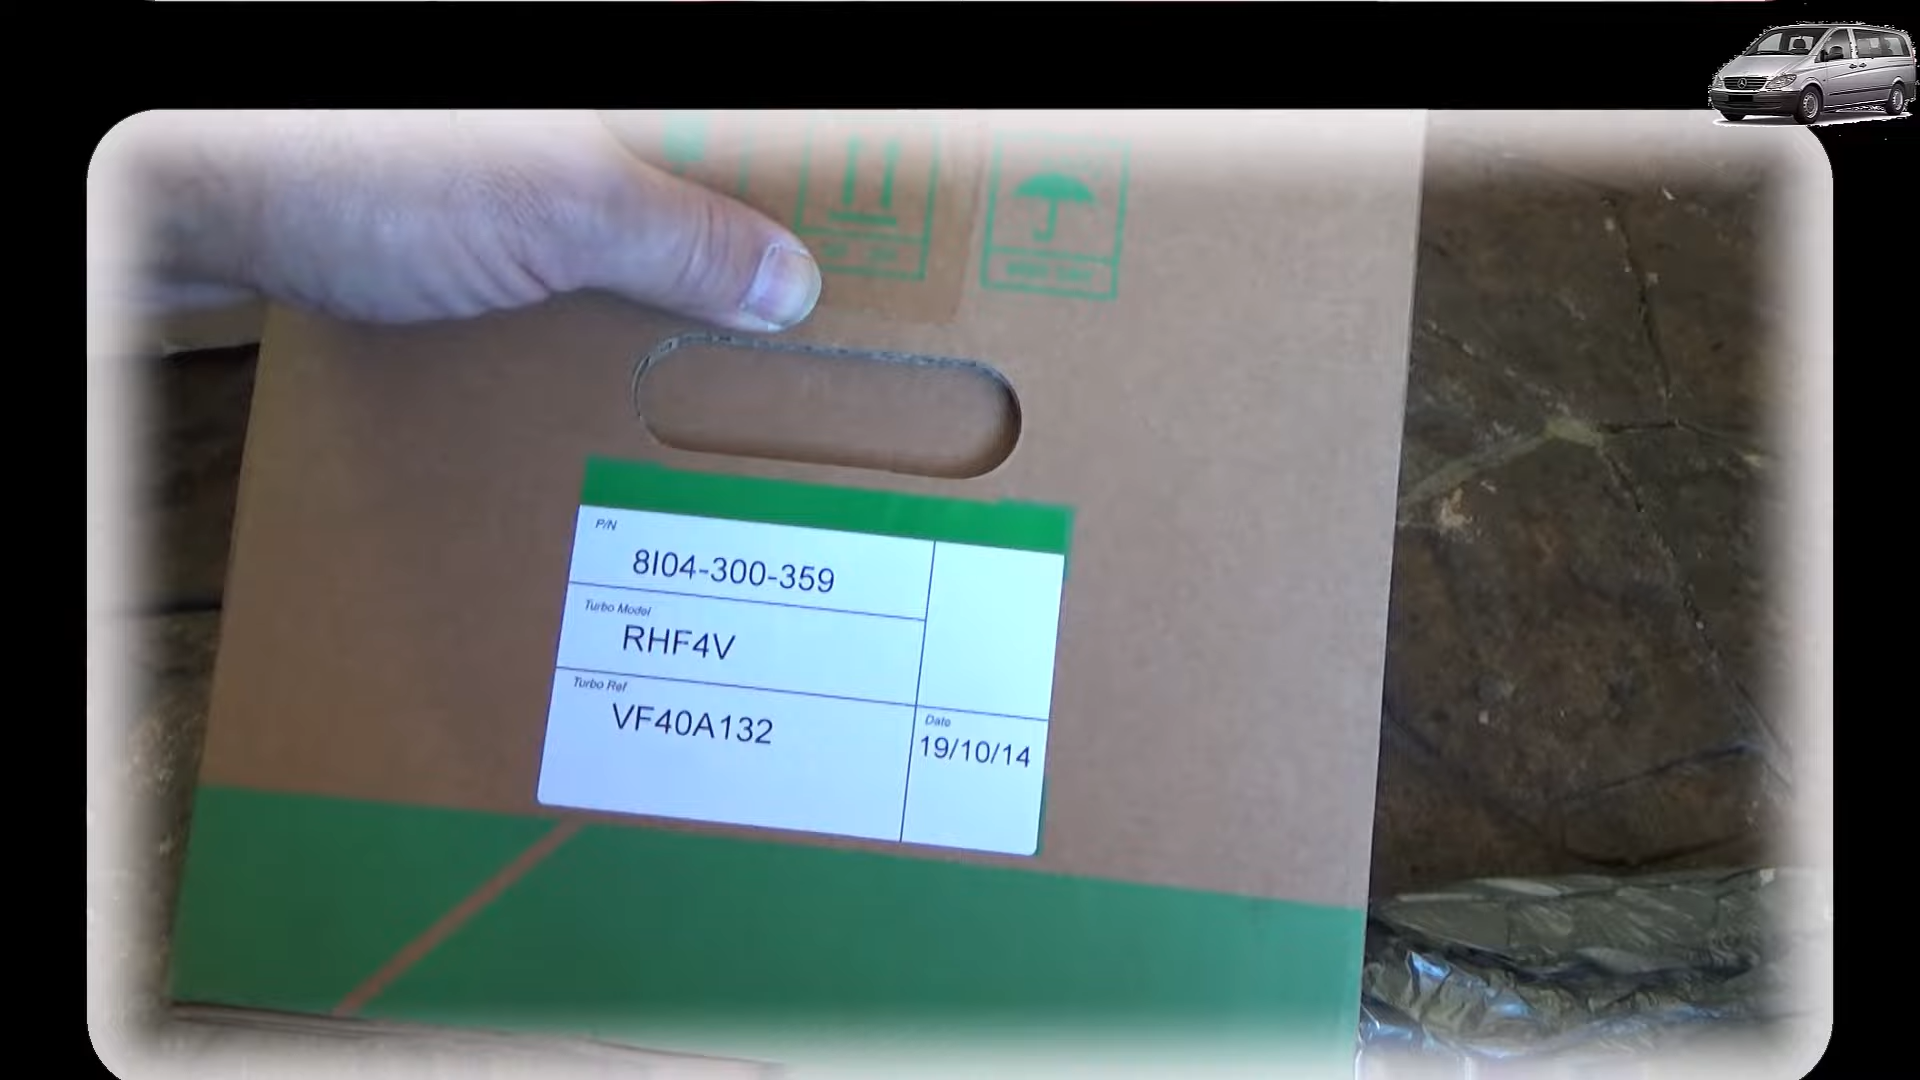 P/N
8I04-300-359
Turbo Model
RHF4V
Turbo Ref
VF40A132
Date
19/10/14